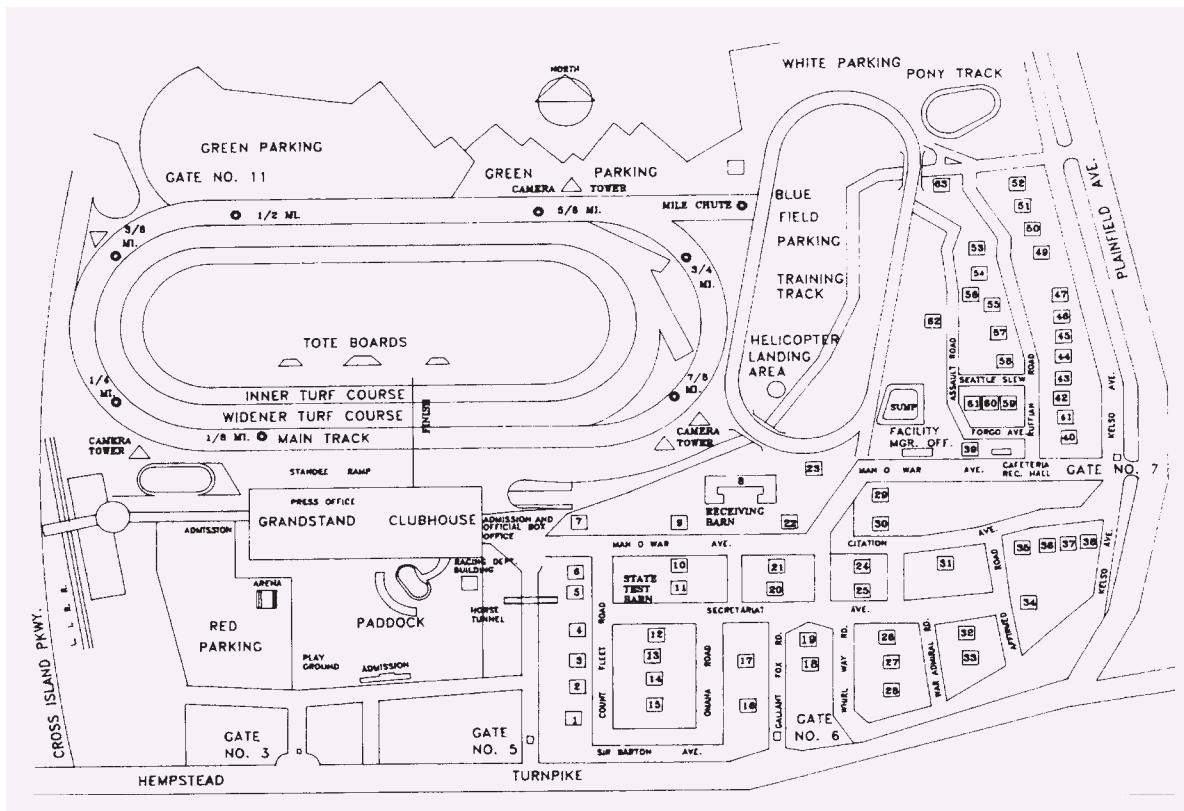 NORTH
WHITE PARKING
PONY TRACK
GREEN PARKING
GATE NO. 11
GREEN PARKING
CAMERA TOWER
MILE CHUTE
1/2 MI.
5/8 MI.
3/8
MI.
3/4
MI.
BLUE
FIELD
PARKING
TRAINING
TRACK
HELICOPTER
LANDING
AREA
PLAINFIELD AVE.
63
52
51
50
49
53
54
56
55
57
58
62
47
46
45
44
43
42
41
40
ASSAULT ROAD
SEATTLE SLEW
61 60 59
FORGO AVE.
RUFFIAN ROAD
KELSO AVE.
TOTE BOARDS
1/4
MI.
7/8
MI.
INNER TURF COURSE
WIDENER TURF COURSE
1/8 MI.
MAIN TRACK
FINISH
CAMERA
TOWER
CAMERA
TOWER
SUMP
FACILITY
MGR. OFF.
39
23
MAN O WAR AVE.
CAFETERIA
REC. HALL
GATE NO. 7
STANDEE RAMP
PRESS OFFICE
GRANDSTAND
CLUBHOUSE
ADMISSION
ADMISSION AND
OFFICIAL BOX
OFFICE
8
RECEIVING
BARN
7
9
22
29
30
MAN O WAR AVE.
CITATION AVE.
RACING DEPT.
BUILDING
HORSE
TUNNEL
ARENA
PADDOCK
RED
PARKING
PLAY
GROUND
ADMISSION
6
5
4
3
2
1
COUNT FLEET ROAD
STATE
TEST
BARN
10
11
21
20
24
25
31
35
36
37
38
34
KELSO AVE
SECRETARIAT AVE.
12
13
14
15
OMAHA ROAD
17
16
GALLANT FOX RD.
19
18
WHIRL WAY RD.
26
27
28
WAR ADMIRAL RD.
32
33
AFFIRMED ROAD
GATE
NO. 6
SIR BARTON AVE.
L. I. R. R.
CROSS ISLAND PKWY.
GATE
NO. 3
GATE
NO. 5
HEMPSTEAD TURNPIKE